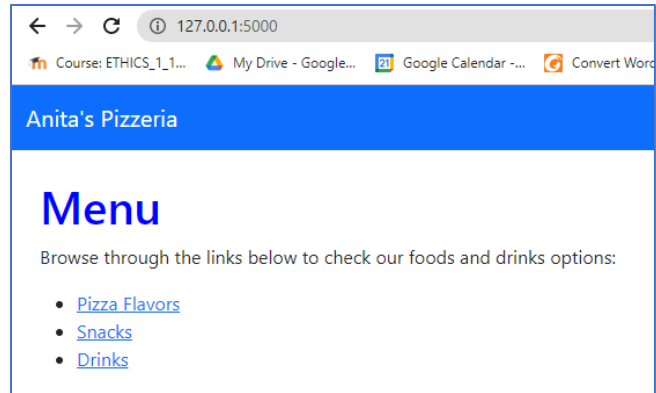 127.0.0.1:5000
Course: ETHICS_1_1... My Drive - Google... 21 Google Calendar -... Convert Word
Anita's Pizzeria
Menu
Browse through the links below to check our foods and drinks options:
Pizza Flavors
Snacks
Drinks